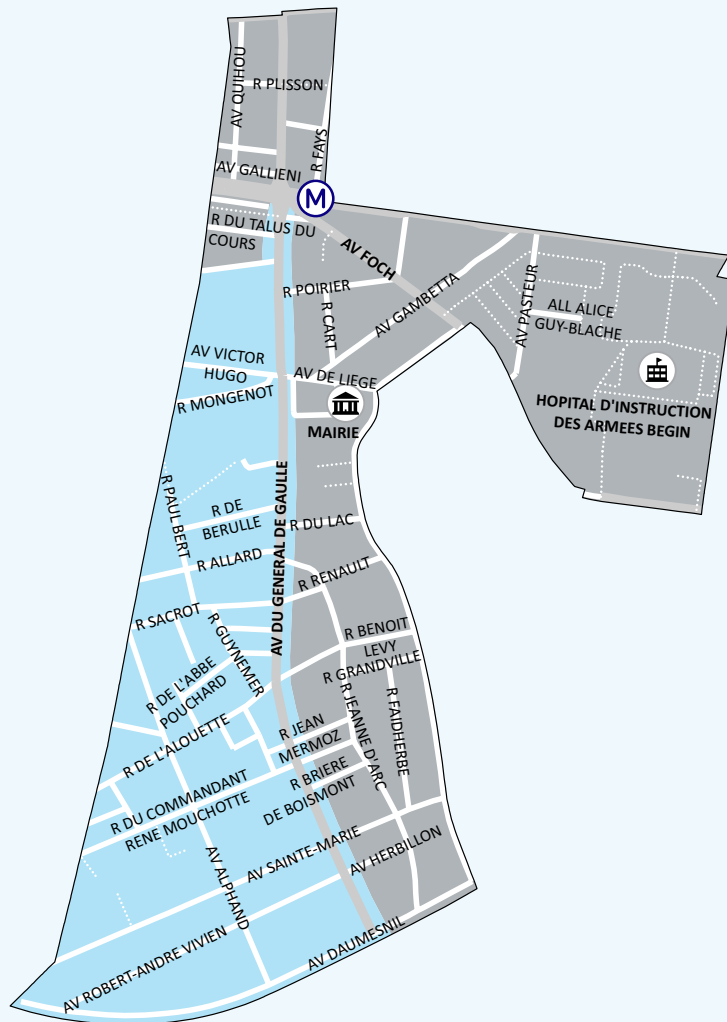 AV QUIHOU
R PLISSON
R FAYS
AV GALLIENI
M
R DU TALUS DU
COURS
AV FOCH
R POIRIER
AV GAMBETTA
R CART
AV PASTEUR
ALL ALICE
GUY-BLACHE
AV VICTOR
HUGO
AV DE LIEGE
R MONGENOT
MAIRIE
HOPITAL D'INSTRUCTION
DES ARMEES BEGIN
R PAUL BERT
R DE
BERULLE
AV DU GENERAL DE GAULLE
R DU LAC
R ALLARD
R RENAULT
R SACROT
R GUYNEMER
R BENOIT
LEVY
R GRANDVILLE
R DE L'ABBE
POUCHARD
R JEANNE D'ARC
R FAIDHERBE
R DE L'ALOUETTE
R JEAN
MERMOZ
R BRIERE
DE BOISMONT
R DU COMMANDANT
RENE MOUCHOTTE
AV SAINTE-MARIE
AV HERBILLON
AV ALPHAND
AV ROBERT-ANDRE VIVIEN
AV DAUMESNIL